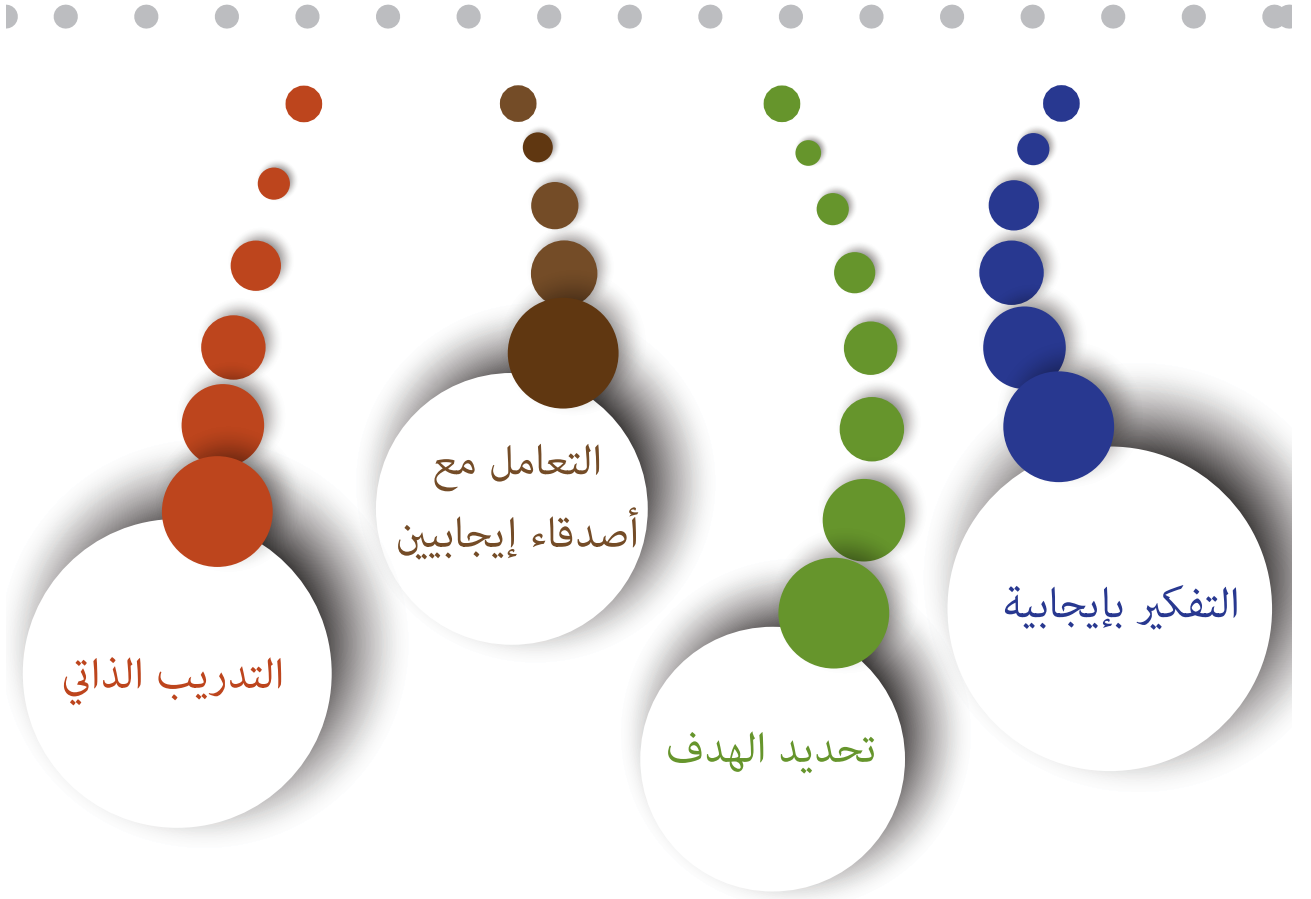 التفكير بإيجابية
تحديد الهدف
التعامل مع
أصدقاء إيجابيين
التدريب الذاتي